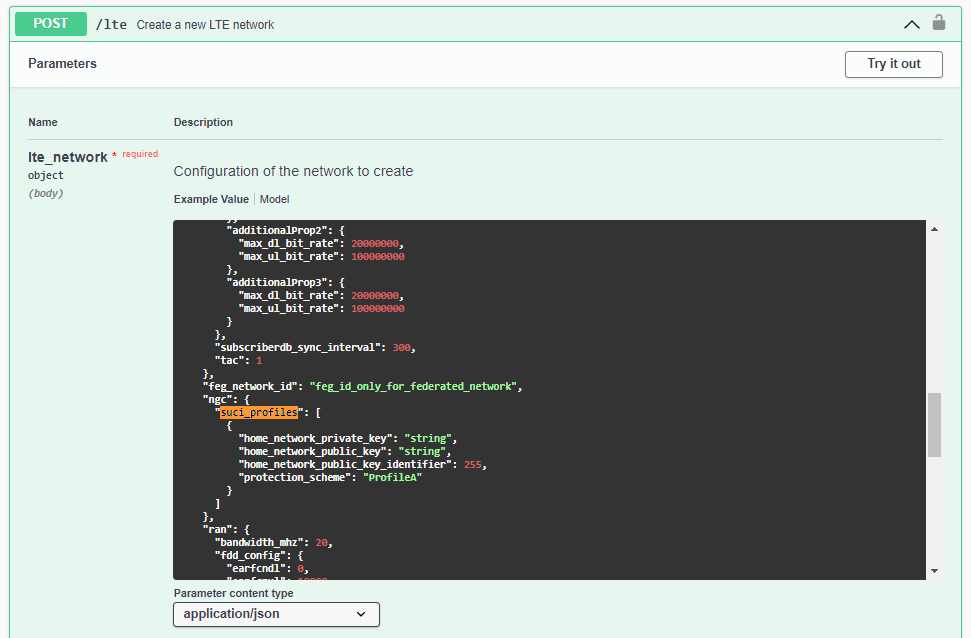 POST /lte Create a new LTE network
Parameters
Try it out
Name Description
lte_network * required
object
(body)
Configuration of the network to create
Example Value | Model
},
"additionalProp2": {
"max_dl_bit_rate": 20000000,
"max_ul_bit_rate": 100000000
},
"additionalProp3": {
"max_dl_bit_rate": 20000000,
"max_ul_bit_rate": 100000000
}
},
"subscriberdb_sync_interval": 300,
"tac": 1
},
"feg_network_id": "feg_id_only_for_federated_network",
"ngc": {
"suci_profiles": [
{
"home_network_private_key": "string",
"home_network_public_key": "string",
"home_network_public_key_identifier": 255,
"protection_scheme": "ProfileA"
}
]
},
"ran": {
"bandwidth_mhz": 20,
"fdd_config": {
"earfcndl": 0,
Parameter content type
application/json